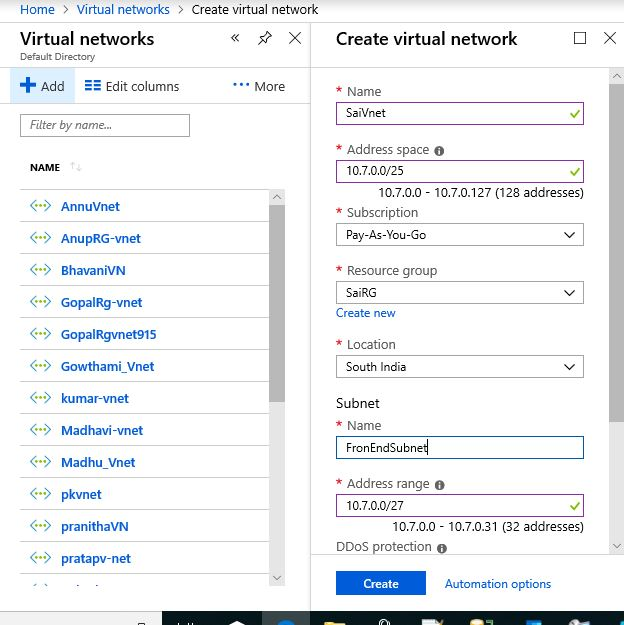 Home > Virtual networks > Create virtual network
Virtual networks
Default Directory
Add
Edit columns
More
Filter by name...
NAME
AnnuVnet
AnupRG-vnet
BhavaniVN
GopalRg-vnet
GopalRgvnet915
Gowthami_Vnet
kumar-vnet
Madhavi-vnet
Madhu_Vnet
pkvnet
pranithaVN
pratapv-net
Create virtual network
* Name
SaiVnet
* Address space
10.7.0.0/25
10.7.0.0 - 10.7.0.127 (128 addresses)
* Subscription
Pay-As-You-Go
* Resource group
SaiRG
Create new
* Location
South India
Subnet
* Name
FronEndSubnet
* Address range
10.7.0.0/27
10.7.0.0 - 10.7.0.31 (32 addresses)
DDoS protection
Create
Automation options